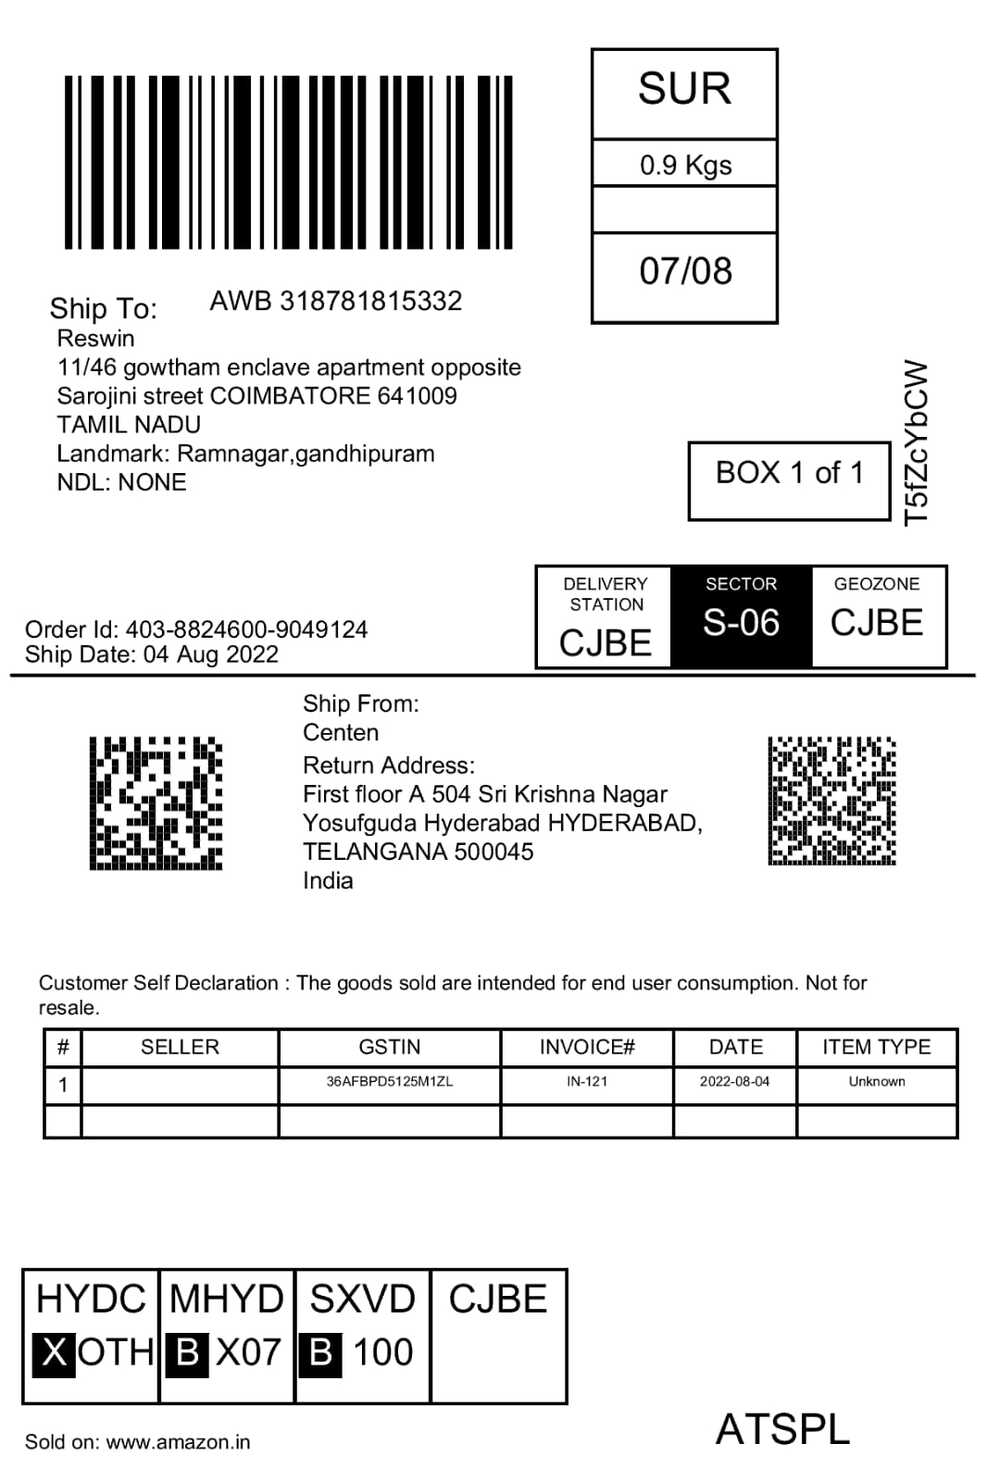 SUR
0.9 Kgs
07/08
AWB 318781815332
Ship To:
Reswin
11/46 gowtham enclave apartment opposite
Sarojini street COIMBATORE 641009
TAMIL NADU
Landmark: Ramnagar,gandhipuram
NDL: NONE
T5fZcYbCW
BOX 1 of 1
DELIVERY STATION CJBE
SECTOR S-06
GEOZONE CJBE
Order Id: 403-8824600-9049124
Ship Date: 04 Aug 2022
Ship From:
Centen
Return Address:
First floor A 504 Sri Krishna Nagar
Yosufguda Hyderabad HYDERABAD,
TELANGANA 500045
India
Customer Self Declaration : The goods sold are intended for end user consumption. Not for
resale.
# SELLER GSTIN INVOICE# DATE ITEM TYPE
1 36AFBPD5125M1ZL IN-121 2022-08-04 Unknown
HYDC MHYD SXVD CJBE
X OTH B X07 B 100
Sold on: www.amazon.in
ATSPL